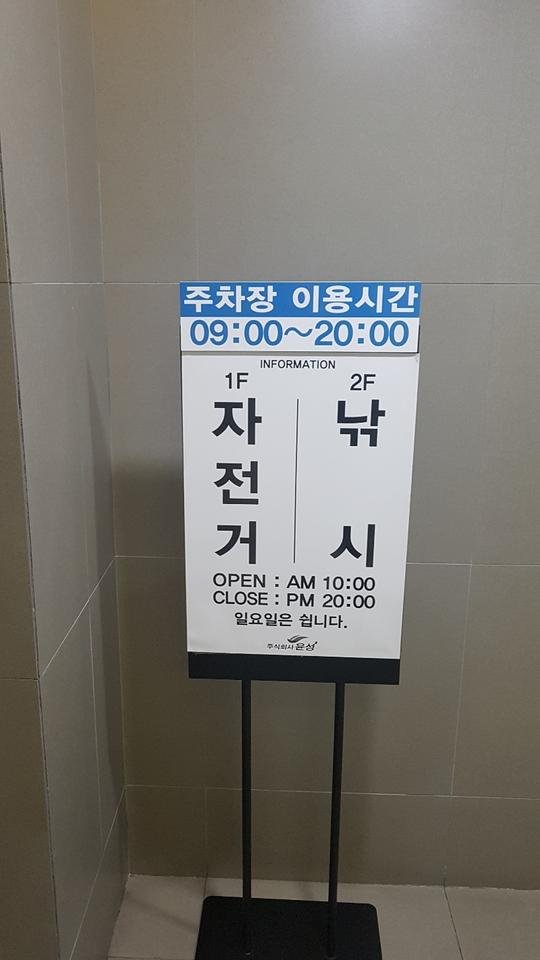 주차장 이용시간
09:00~20:00
INFORMATION
1F
자전거
2F
낚시
OPEN : AM 10:00
CLOSE : PM 20:00
일요일은 쉽니다.
주식회사 윤성